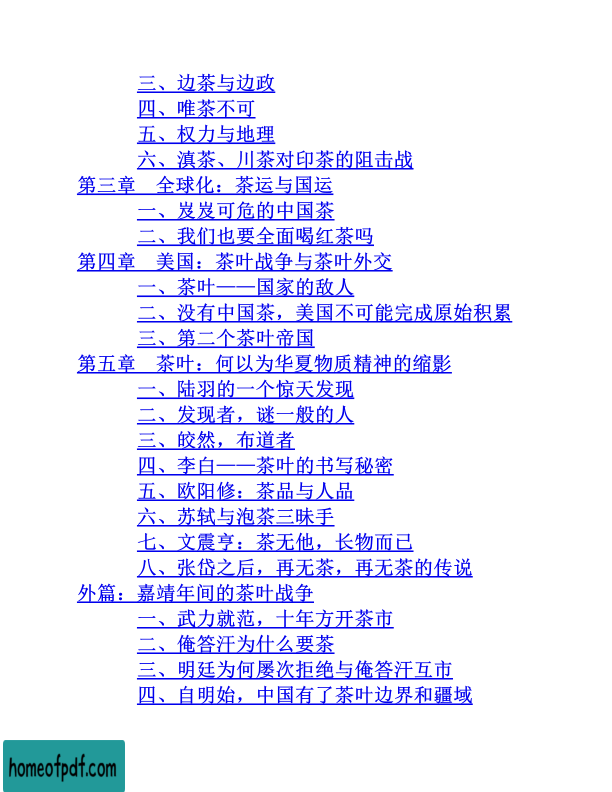 三、边茶与边政
四、唯茶不可
五、权力与地理
六、滇茶、川茶对印茶的阻击战
第三章　全球化：茶运与国运
一、岌岌可危的中国茶
二、我们也要全面喝红茶吗
第四章　美国：茶叶战争与茶叶外交
一、茶叶——国家的敌人
二、没有中国茶，美国不可能完成原始积累
三、第二个茶叶帝国
第五章　茶叶：何以为华夏物质精神的缩影
一、陆羽的一个惊天发现
二、发现者，谜一般的人
三、皎然，布道者
四、李白——茶叶的书写秘密
五、欧阳修：茶品与人品
六、苏轼与泡茶三昧手
七、文震亨：茶无他，长物而已
八、张岱之后，再无茶，再无茶的传说
外篇：嘉靖年间的茶叶战争
一、武力就范，十年方开茶市
二、俺答汗为什么要茶
三、明廷为何屡次拒绝与俺答汗互市
四、自明始，中国有了茶叶边界和疆域
homeofpdf.com